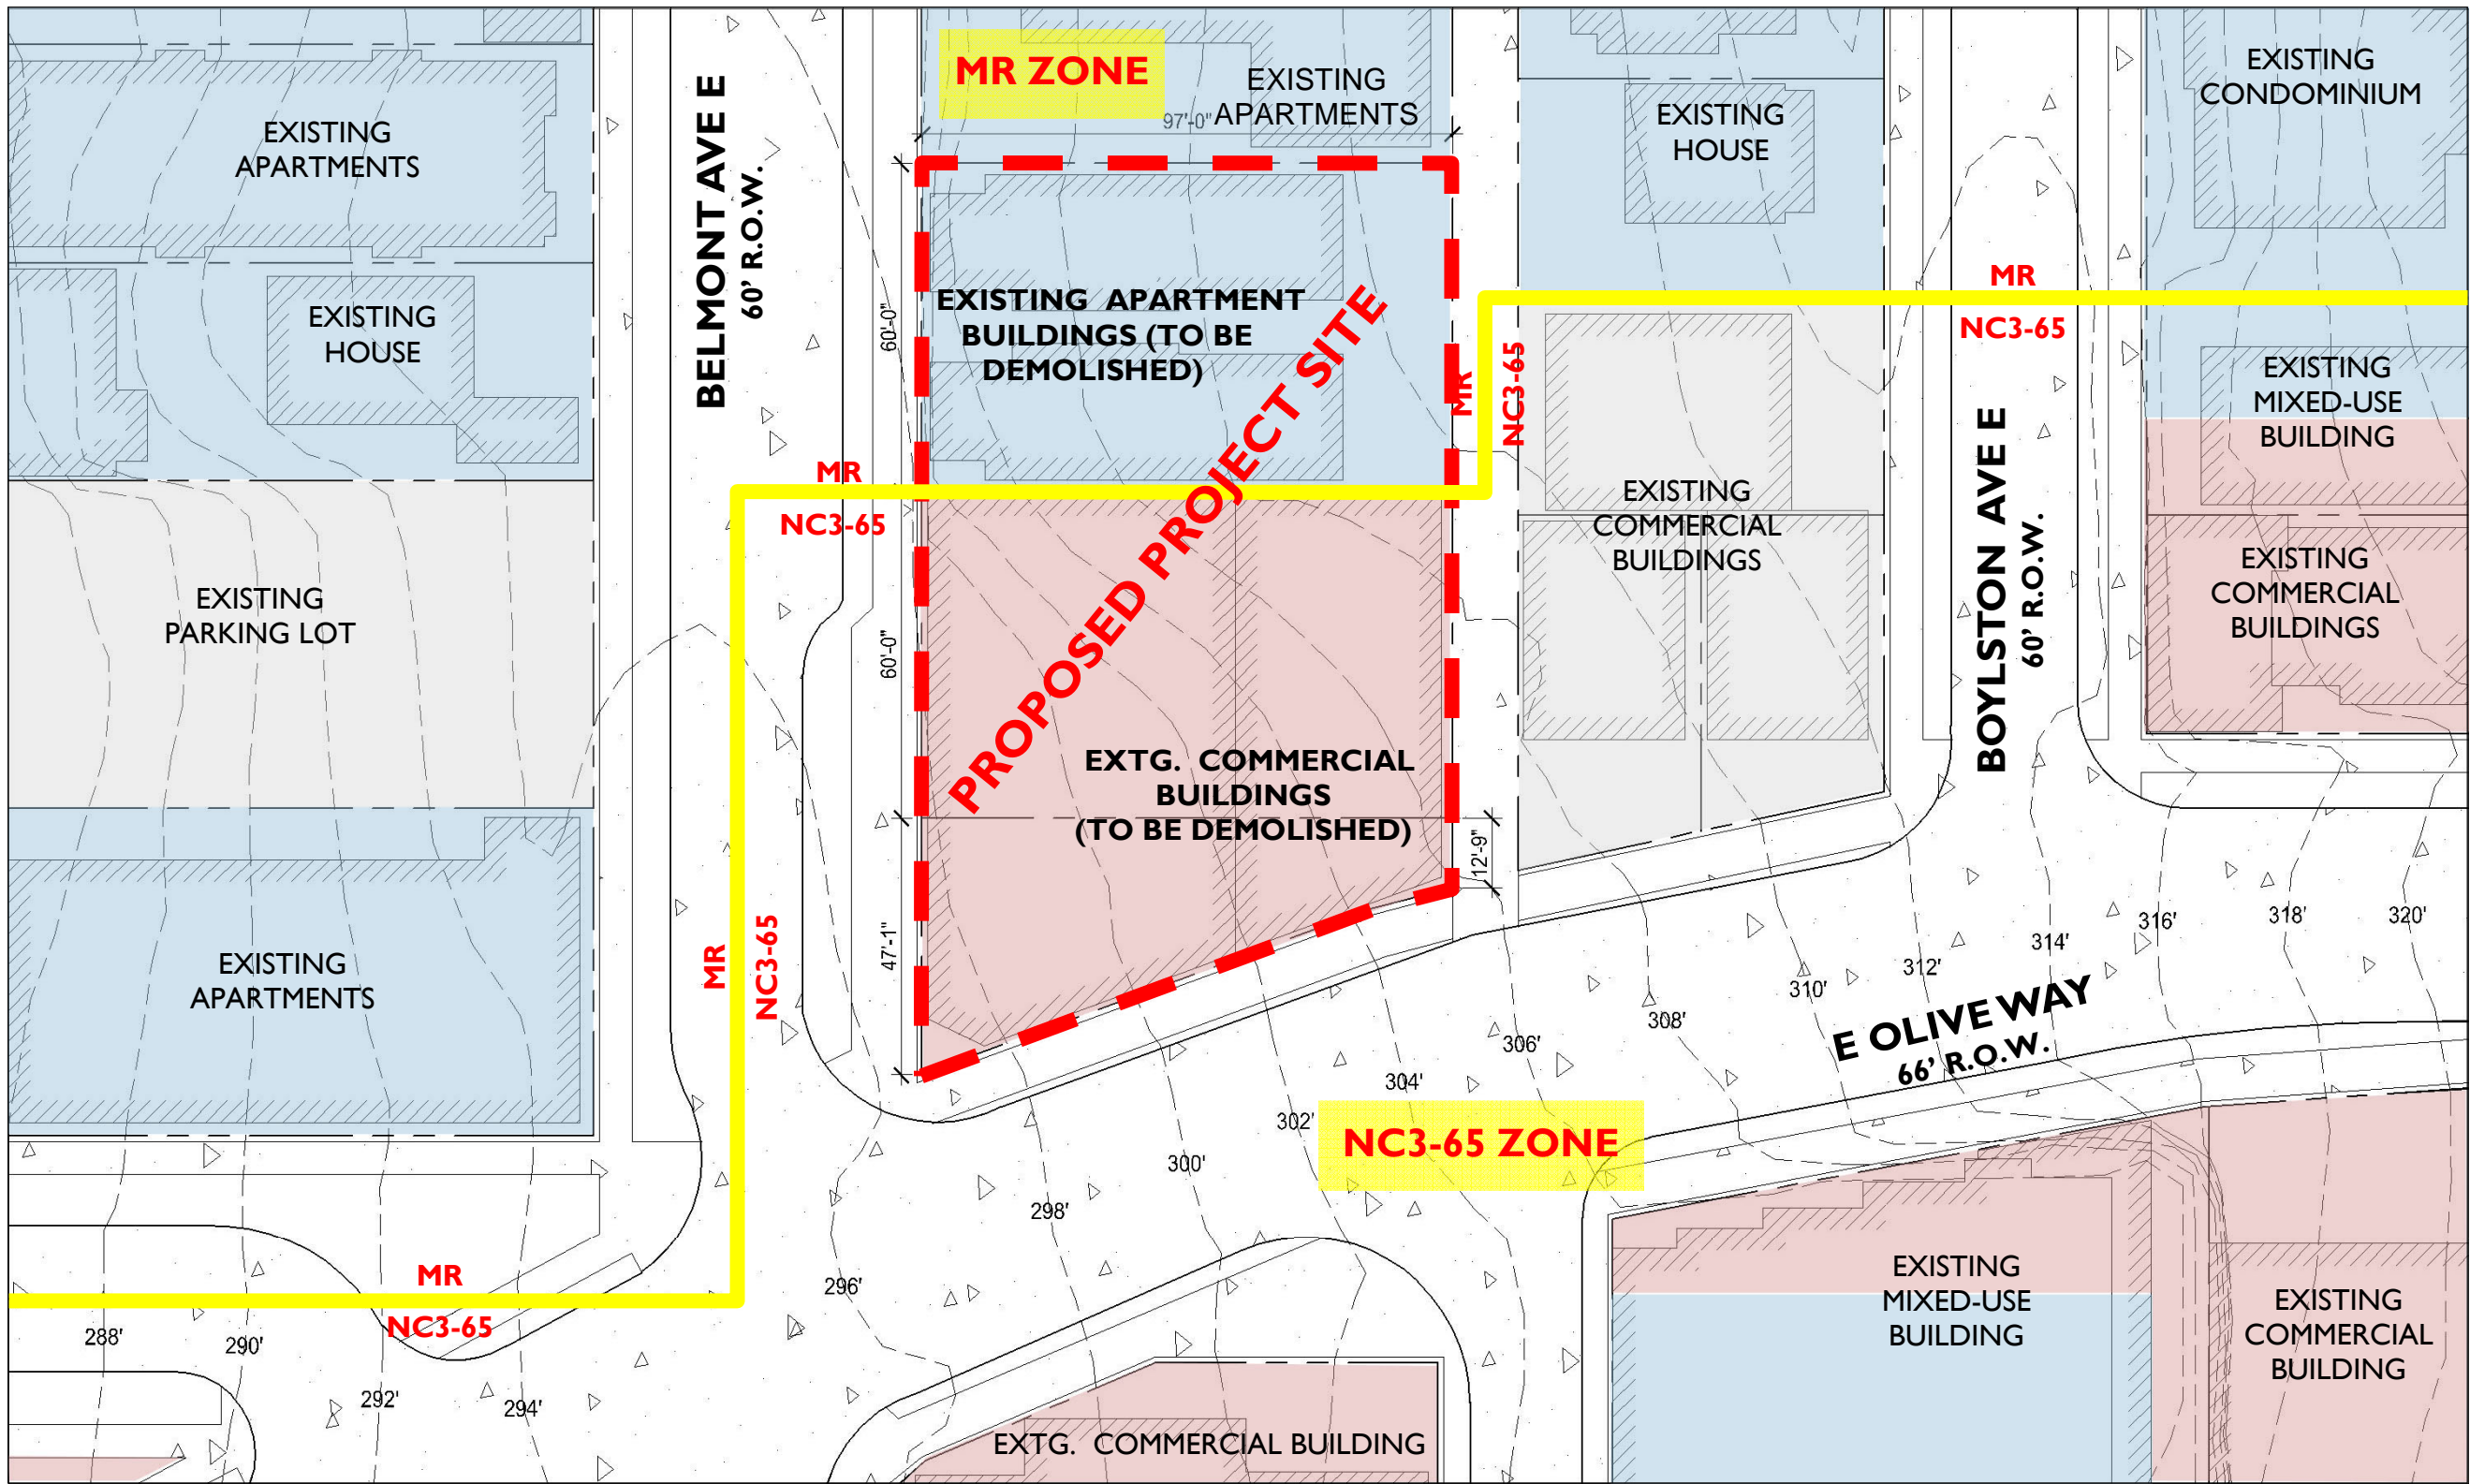 MR ZONE
EXISTING
APARTMENTS
97'-0"
EXISTING
APARTMENTS
BELMONT AVE E
60' R.O.W.
EXISTING
HOUSE
EXISTING
CONDOMINIUM
EXISTING
HOUSE
60'-0"
EXISTING APARTMENT
BUILDINGS (TO BE
DEMOLISHED)
PROPOSED PROJECT SITE
MR
NC3-65
MR
NC3-65
EXISTING
MIXED-USE
BUILDING
MR
NC3-65
EXISTING
COMMERCIAL
BUILDINGS
BOYLSTON AVE E
60' R.O.W.
EXISTING
COMMERCIAL
BUILDINGS
EXISTING
PARKING LOT
60'-0"
EXTG. COMMERCIAL
BUILDINGS
(TO BE DEMOLISHED)
12'-9"
47'-1"
EXISTING
APARTMENTS
MR
NC3-65
E OLIVE WAY
66' R.O.W.
320'
318'
316'
314'
312'
310'
308'
306'
304'
302'
300'
298'
296'
NC3-65 ZONE
MR
NC3-65
288'
290'
292'
294'
EXISTING
MIXED-USE
BUILDING
EXISTING
COMMERCIAL
BUILDING
EXTG. COMMERCIAL BUILDING